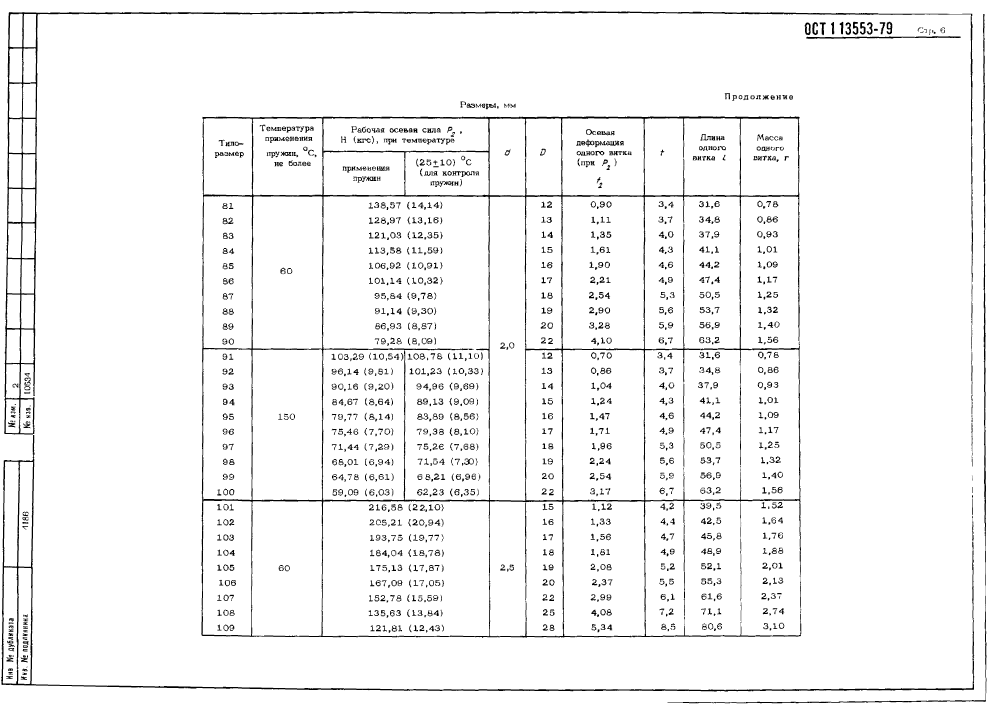 ОСТ 1 13553-79 Стр. 6
Продолжение
Размеры, мм
Типо-размер | Температура применения пружин, °С, не более | Рабочая осевая сила P₂, Н (кгс), при температуре | d | D | Осевая деформация одного витка (при P₂) f₂ | t | Длина одного витка l | Масса одного витка, г
применения пружин | (25±10) °С (для контроля пружин)
81 | 138,57 (14,14) | 12 | 0,90 | 3,4 | 31,6 | 0,78
82 | 128,97 (13,16) | 13 | 1,11 | 3,7 | 34,8 | 0,86
83 | 121,03 (12,35) | 14 | 1,35 | 4,0 | 37,9 | 0,93
84 | 113,58 (11,59) | 15 | 1,61 | 4,3 | 41,1 | 1,01
85 | 60 | 106,92 (10,91) | 16 | 1,90 | 4,6 | 44,2 | 1,09
86 | 101,14 (10,32) | 17 | 2,21 | 4,9 | 47,4 | 1,17
87 | 95,84 (9,78) | 18 | 2,54 | 5,3 | 50,5 | 1,25
88 | 91,14 (9,30) | 19 | 2,90 | 5,6 | 53,7 | 1,32
89 | 86,93 (8,87) | 20 | 3,28 | 5,9 | 56,9 | 1,40
90 | 79,28 (8,09) | 2,0 | 22 | 4,10 | 6,7 | 63,2 | 1,56
91 | 103,29 (10,54) | 108,78 (11,10) | 12 | 0,70 | 3,4 | 31,6 | 0,78
92 | 96,14 (9,81) | 101,23 (10,33) | 13 | 0,86 | 3,7 | 34,8 | 0,86
93 | 90,16 (9,20) | 94,96 (9,69) | 14 | 1,04 | 4,0 | 37,9 | 0,93
94 | 84,67 (8,64) | 89,13 (9,09) | 15 | 1,24 | 4,3 | 41,1 | 1,01
95 | 150 | 79,77 (8,14) | 83,89 (8,56) | 16 | 1,47 | 4,6 | 44,2 | 1,09
96 | 75,46 (7,70) | 79,38 (8,10) | 17 | 1,71 | 4,9 | 47,4 | 1,17
97 | 71,44 (7,29) | 75,26 (7,68) | 18 | 1,96 | 5,3 | 50,5 | 1,25
98 | 68,01 (6,94) | 71,54 (7,30) | 19 | 2,24 | 5,6 | 53,7 | 1,32
99 | 64,78 (6,61) | 68,21 (6,96) | 20 | 2,54 | 5,9 | 56,9 | 1,40
100 | 59,09 (6,03) | 62,23 (6,35) | 22 | 3,17 | 6,7 | 63,2 | 1,56
101 | 216,58 (22,10) | 15 | 1,12 | 4,2 | 39,5 | 1,52
102 | 205,21 (20,94) | 16 | 1,33 | 4,4 | 42,5 | 1,64
103 | 193,75 (19,77) | 17 | 1,56 | 4,7 | 45,8 | 1,76
104 | 184,04 (18,78) | 18 | 1,81 | 4,9 | 48,9 | 1,88
105 | 60 | 175,13 (17,87) | 2,5 | 19 | 2,08 | 5,2 | 52,1 | 2,01
106 | 167,09 (17,05) | 20 | 2,37 | 5,5 | 55,3 | 2,13
107 | 152,78 (15,59) | 22 | 2,99 | 6,1 | 61,6 | 2,37
108 | 135,63 (13,84) | 25 | 4,08 | 7,2 | 71,1 | 2,74
109 | 121,81 (12,43) | 28 | 5,34 | 8,5 | 80,6 | 3,10
№ изм. 2
№ изв. 10534
4186
Инв № дубликата
Инв. № подлинника